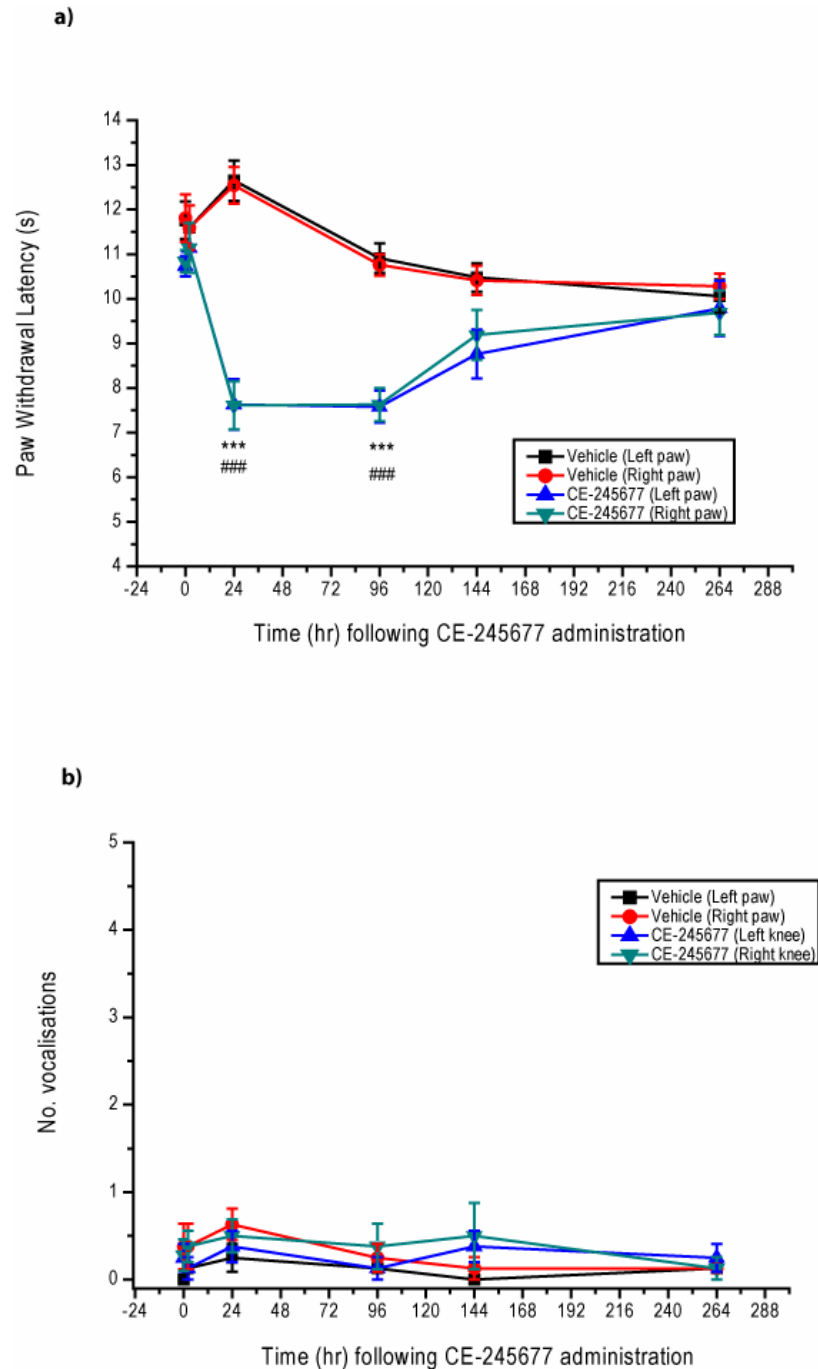 a)
14
13
12
11
10
9
8
7
6
5
4
Paw Withdrawal Latency (s)
*** ***
### ###
Vehicle (Left paw)
Vehicle (Right paw)
CE-245677 (Left paw)
CE-245677 (Right paw)
-24 0 24 48 72 96 120 144 168 192 216 240 264 288
Time (hr) following CE-245677 administration
b)
5
4
3
2
1
0
No. vocalisations
Vehicle (Left paw)
Vehicle (Right paw)
CE-245677 (Left knee)
CE-245677 (Right knee)
-24 0 24 48 72 96 120 144 168 192 216 240 264 288
Time (hr) following CE-245677 administration